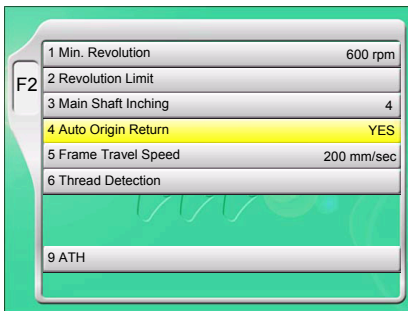 F2
1 Min. Revolution 600 rpm
2 Revolution Limit
3 Main Shaft Inching 4
4 Auto Origin Return YES
5 Frame Travel Speed 200 mm/sec
6 Thread Detection
9 ATH